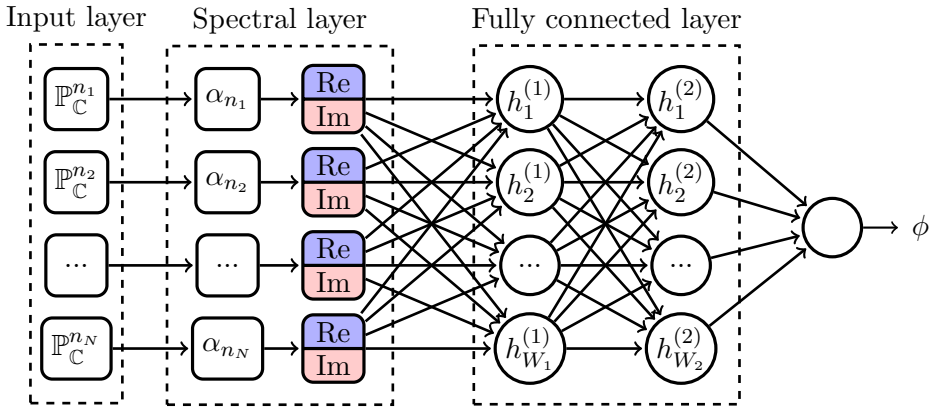 Input layer Spectral layer Fully connected layer
ℙ_ℂ^{n_1} α_{n_1} Re Im h_1^{(1)} h_1^{(2)}
ℙ_ℂ^{n_2} α_{n_2} Re Im h_2^{(1)} h_2^{(2)}
ϕ
... ... Re Im ... ...
ℙ_ℂ^{n_N} α_{n_N} Re Im h_{W_1}^{(1)} h_{W_2}^{(2)}